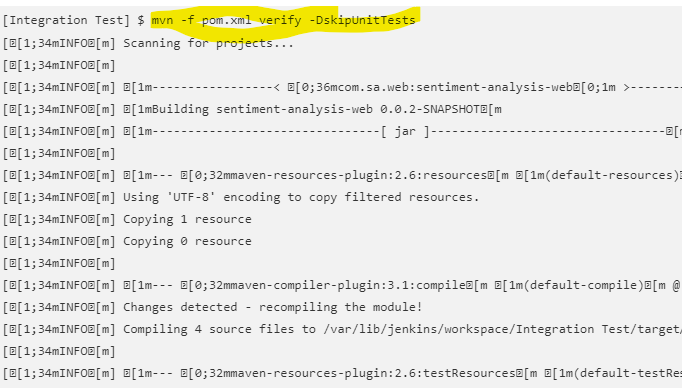 [Integration Test] $ mvn -f pom.xml verify -DskipUnitTests
[␛[1;34mINFO␛[m] Scanning for projects...
[␛[1;34mINFO␛[m]
[␛[1;34mINFO␛[m] ␛[1m----------------< ␛[0;36mcom.sa.web:sentiment-analysis-web␛[0;1m >-------
[␛[1;34mINFO␛[m] ␛[1mBuilding sentiment-analysis-web 0.0.2-SNAPSHOT␛[m
[␛[1;34mINFO␛[m] ␛[1m--------------------------------[ jar ]---------------------------------␛[m
[␛[1;34mINFO␛[m]
[␛[1;34mINFO␛[m] ␛[1m--- ␛[0;32mmaven-resources-plugin:2.6:resources␛[m ␛[1m(default-resources)␛
[␛[1;34mINFO␛[m] Using 'UTF-8' encoding to copy filtered resources.
[␛[1;34mINFO␛[m] Copying 1 resource
[␛[1;34mINFO␛[m] Copying 0 resource
[␛[1;34mINFO␛[m]
[␛[1;34mINFO␛[m] ␛[1m--- ␛[0;32mmaven-compiler-plugin:3.1:compile␛[m ␛[1m(default-compile)␛[m @
[␛[1;34mINFO␛[m] Changes detected - recompiling the module!
[␛[1;34mINFO␛[m] Compiling 4 source files to /var/lib/jenkins/workspace/Integration Test/target/
[␛[1;34mINFO␛[m]
[␛[1;34mINFO␛[m] ␛[1m--- ␛[0;32mmaven-resources-plugin:2.6:testResources␛[m ␛[1m(default-testRes